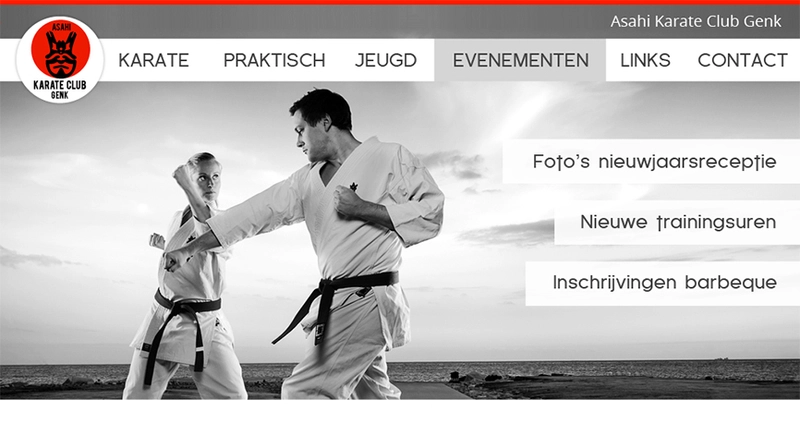 Asahi Karate Club Genk
ASAHI
KARATE CLUB
GENK
KARATE
PRAKTISCH
JEUGD
EVENEMENTEN
LINKS
CONTACT
Foto's nieuwjaarsreceptie
Nieuwe trainingsuren
Inschrijvingen barbeque